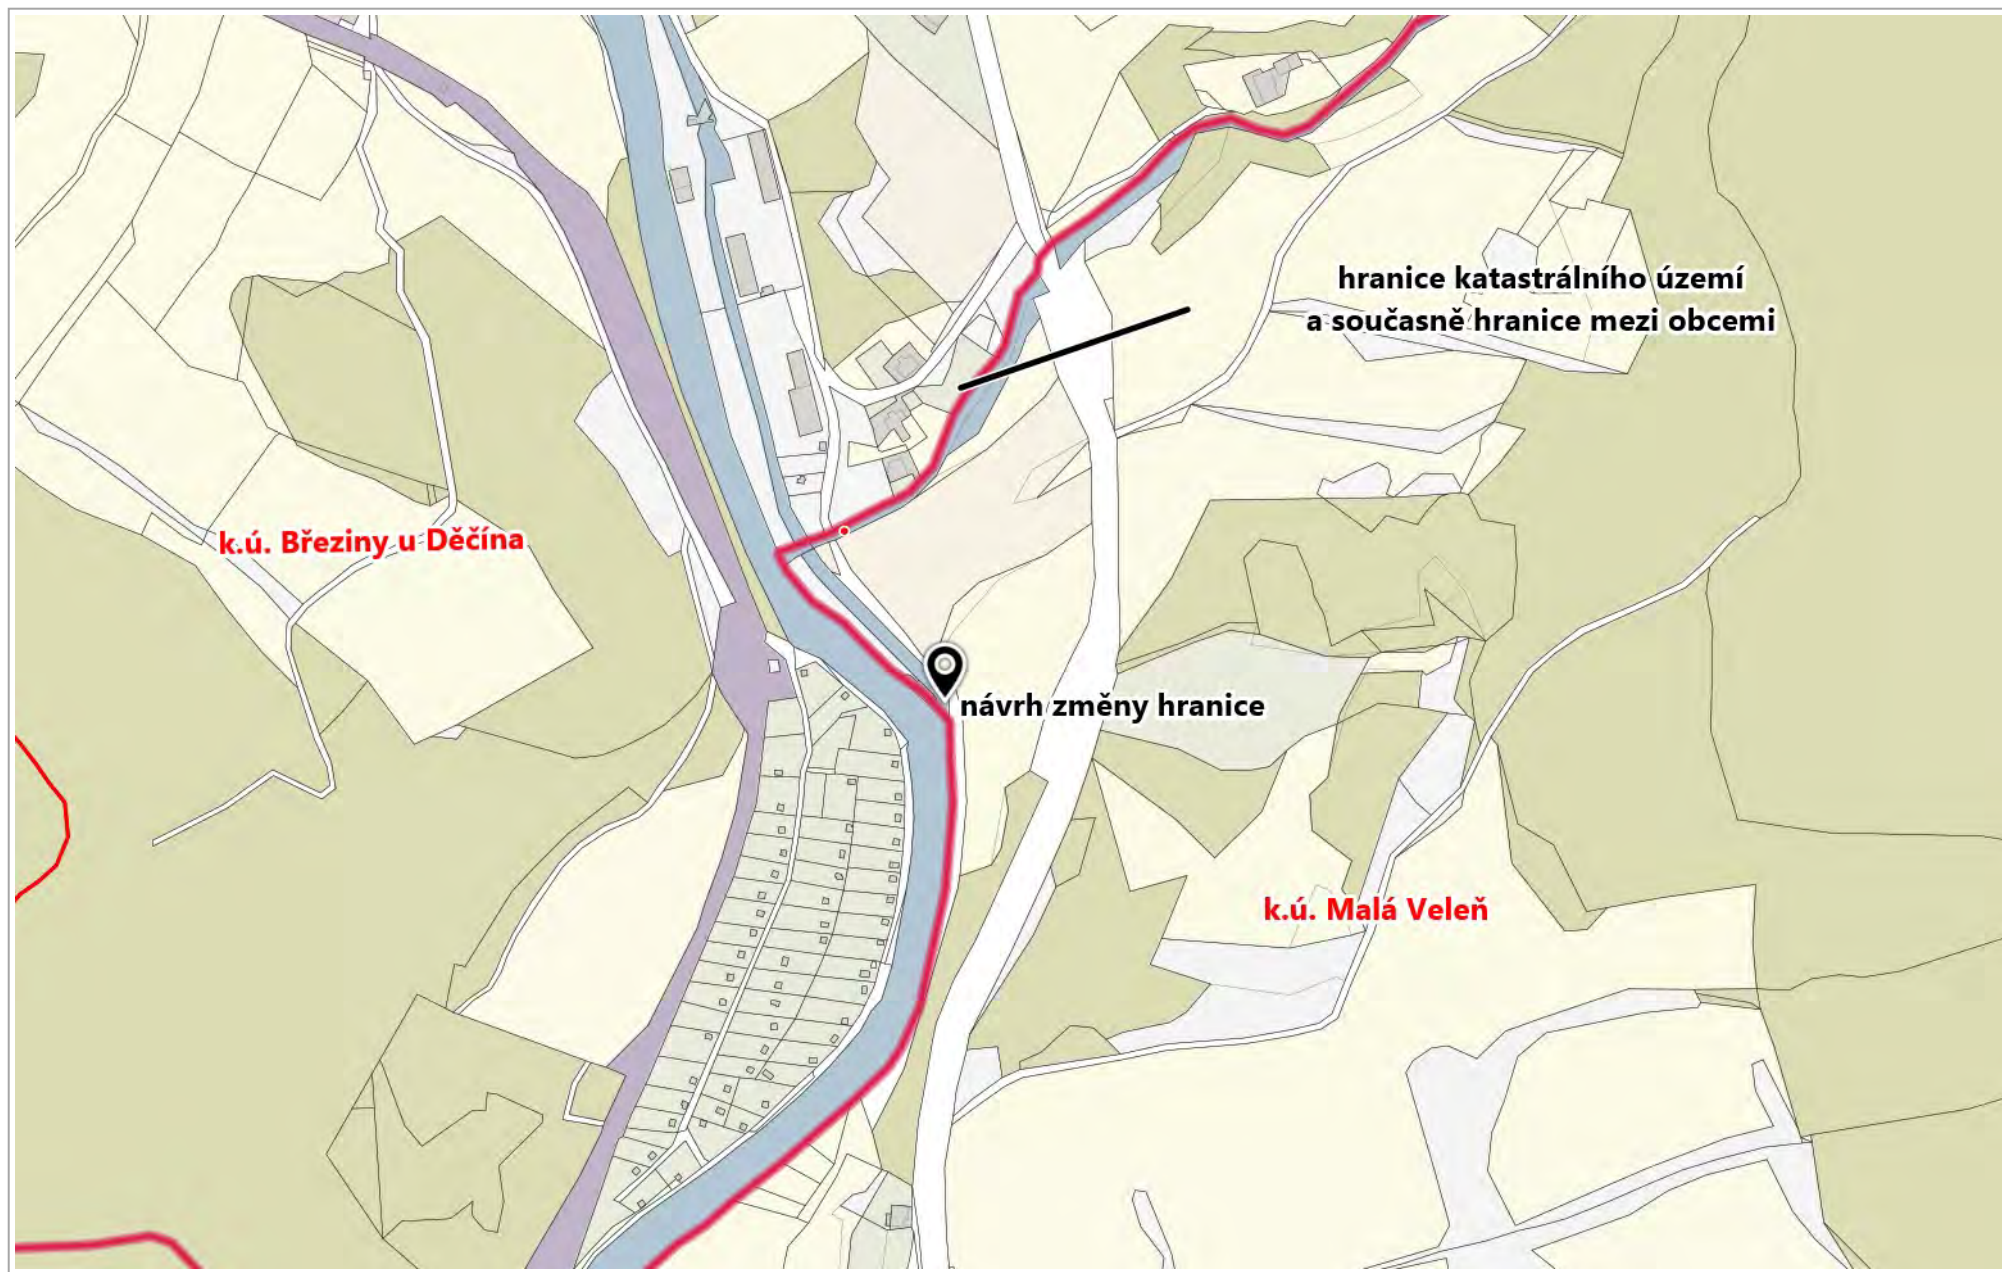 hranice katastrálního území
a současně hranice mezi obcemi
k.ú. Březiny u Děčína
návrh změny hranice
k.ú. Malá Veleň